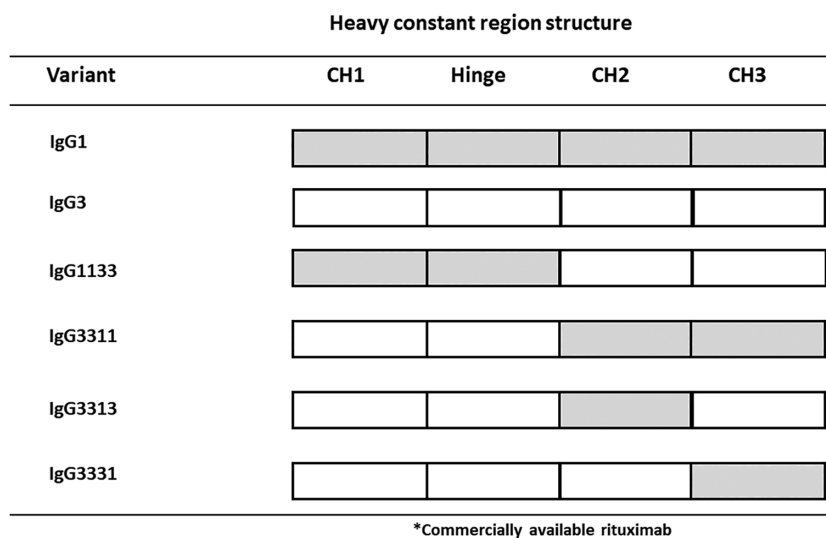 Heavy constant region structure
Variant CH1 Hinge CH2 CH3
IgG1
IgG3
IgG1133
IgG3311
IgG3313
IgG3331
*Commercially available rituximab